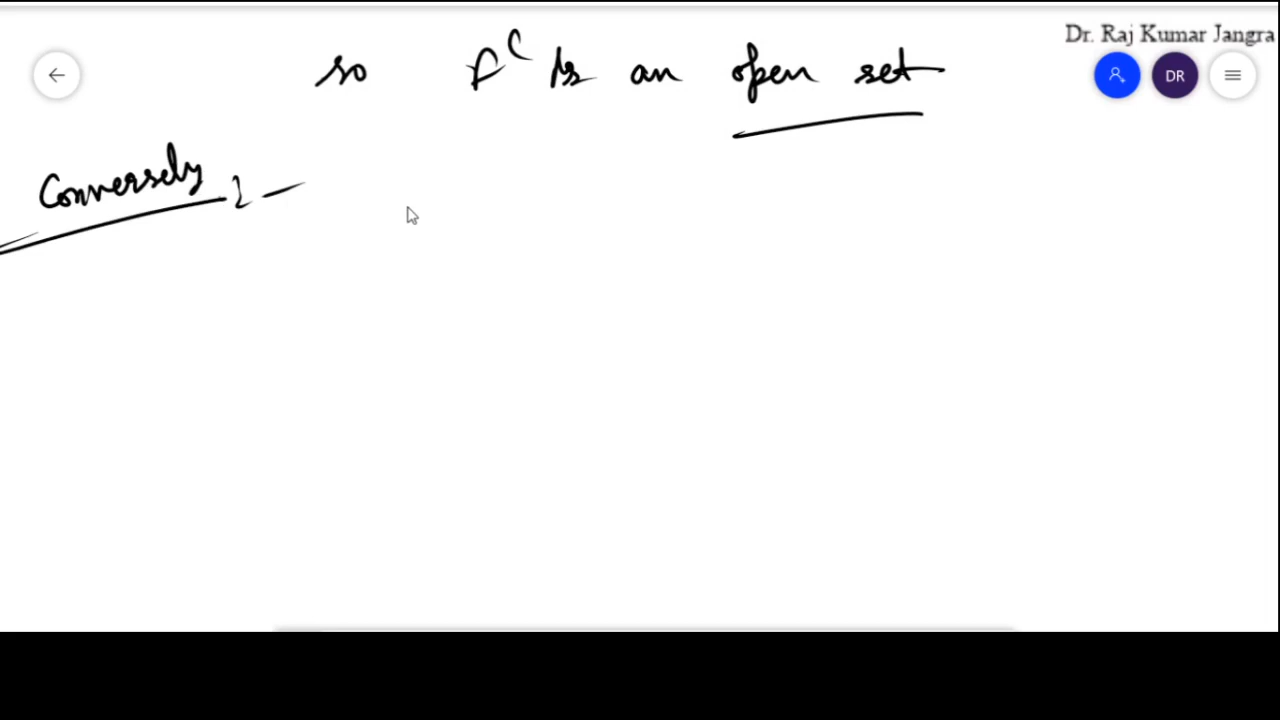 Dr. Raj Kumar Jangra
so F^c is an open set
DR
Conversely :-